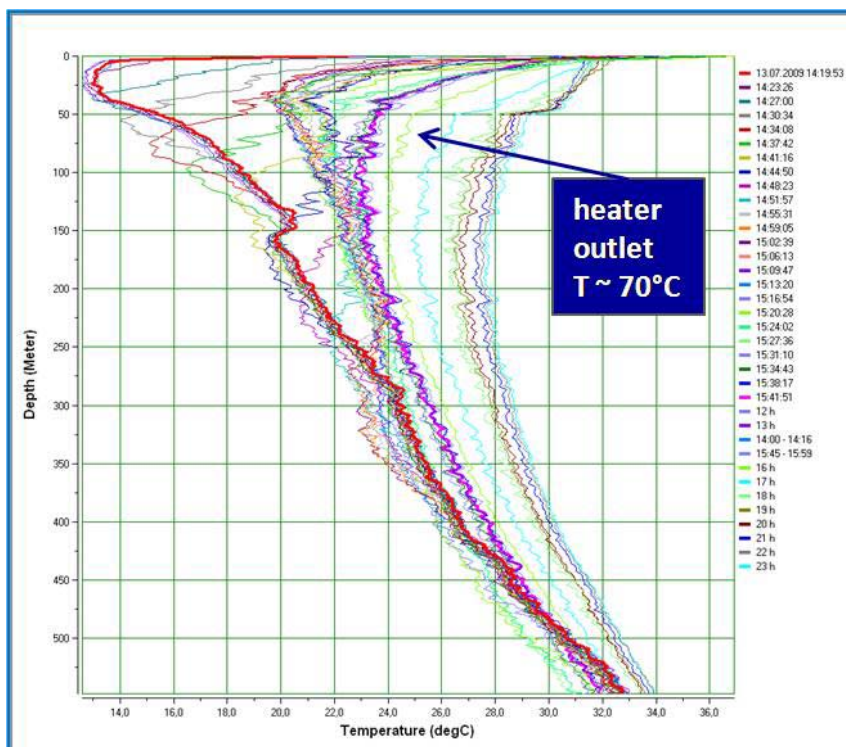 0
50
100
150
200
250
300
350
400
450
500
Depth (Meter)
14,0 16,0 18,0 20,0 22,0 24,0 26,0 28,0 30,0 32,0 34,0 36,0
Temperature (degC)
heater
outlet
T ~ 70°C
13.07.2009 14:19:53
14:23:26
14:27:00
14:30:34
14:34:08
14:37:42
14:41:16
14:44:50
14:48:23
14:51:57
14:55:31
14:59:05
15:02:39
15:06:13
15:09:47
15:13:20
15:16:54
15:20:28
15:24:02
15:27:36
15:31:10
15:34:43
15:38:17
15:41:51
12 h
13 h
14:00 - 14:16
15:45 - 15:59
16 h
17 h
18 h
19 h
20 h
21 h
22 h
23 h